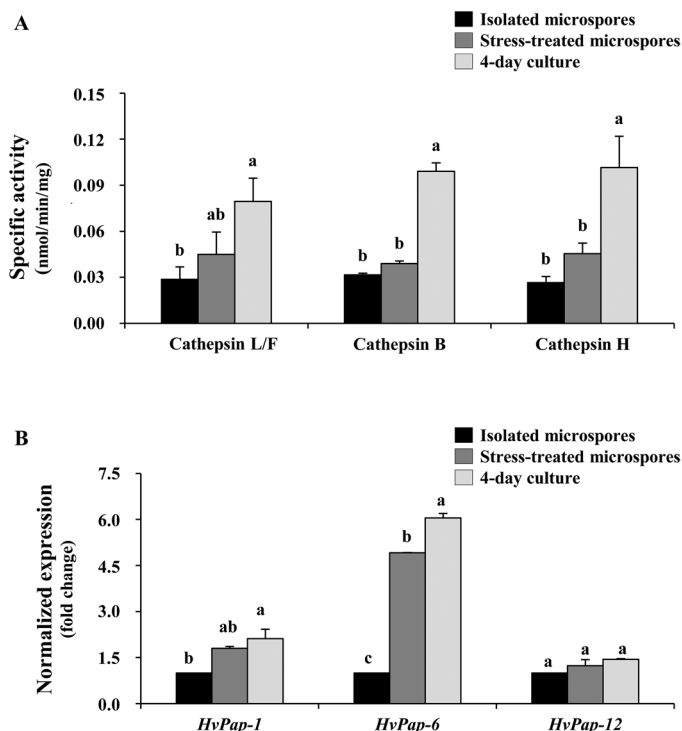 A
Isolated microspores
Stress-treated microspores
4-day culture
Specific activity
(nmol/min/mg)
0.15
0.12
0.09
0.06
0.03
0.00
b
ab
a
b
b
a
b
b
a
Cathepsin L/F
Cathepsin B
Cathepsin H
B
Isolated microspores
Stress-treated microspores
4-day culture
Normalized expression
(fold change)
7.5
6.0
4.5
3.0
1.5
0.0
b
ab
a
c
b
a
a
a
a
HvPap-1
HvPap-6
HvPap-12